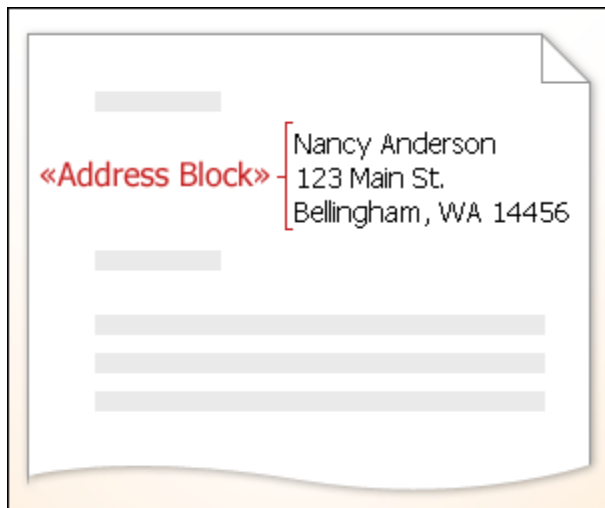 «Address Block»
Nancy Anderson
123 Main St.
Bellingham, WA 14456